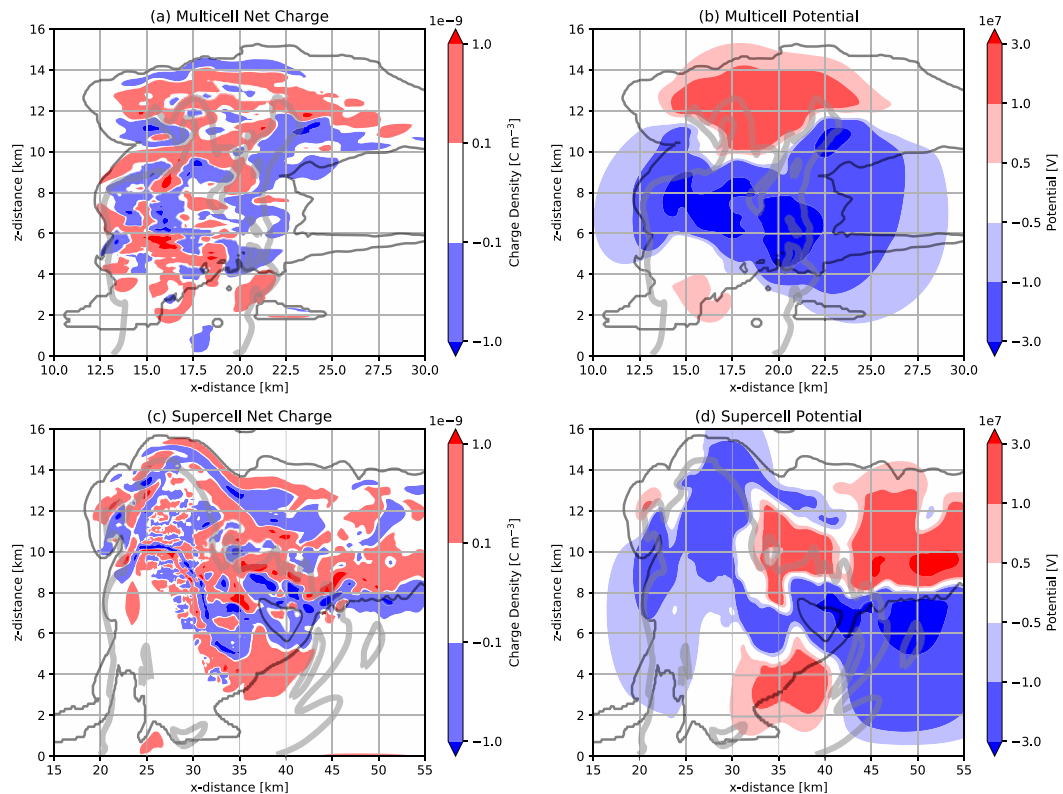 (a) Multicell Net Charge
1e−9
16
14
12
10
8
6
4
2
0
z-distance [km]
10.0 12.5 15.0 17.5 20.0 22.5 25.0 27.5 30.0
x-distance [km]
1.0
0.1
−0.1
−1.0
Charge Density [C m⁻³]
(b) Multicell Potential
1e7
16
14
12
10
8
6
4
2
0
z-distance [km]
10.0 12.5 15.0 17.5 20.0 22.5 25.0 27.5 30.0
x-distance [km]
3.0
1.0
0.5
−0.5
−1.0
−3.0
Potential [V]
(c) Supercell Net Charge
1e−9
16
14
12
10
8
6
4
2
0
z-distance [km]
15 20 25 30 35 40 45 50 55
x-distance [km]
1.0
0.1
−0.1
−1.0
Charge Density [C m⁻³]
(d) Supercell Potential
1e7
16
14
12
10
8
6
4
2
0
z-distance [km]
15 20 25 30 35 40 45 50 55
x-distance [km]
3.0
1.0
0.5
−0.5
−1.0
−3.0
Potential [V]